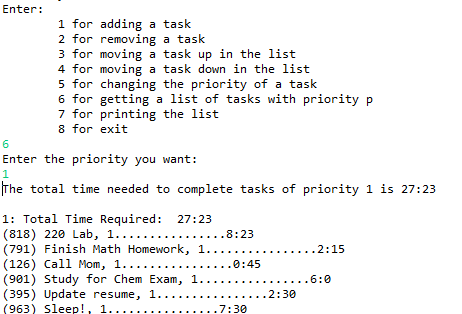 Enter:
1 for adding a task
2 for removing a task
3 for moving a task up in the list
4 for moving a task down in the list
5 for changing the priority of a task
6 for getting a list of tasks with priority p
7 for printing the list
8 for exit
6
Enter the priority you want:
1
The total time needed to complete tasks of priority 1 is 27:23
1: Total Time Required:  27:23
(818) 220 Lab, 1................8:23
(791) Finish Math Homework, 1................2:15
(126) Call Mom, 1................0:45
(901) Study for Chem Exam, 1................6:0
(395) Update resume, 1................2:30
(963) Sleep!, 1................7:30